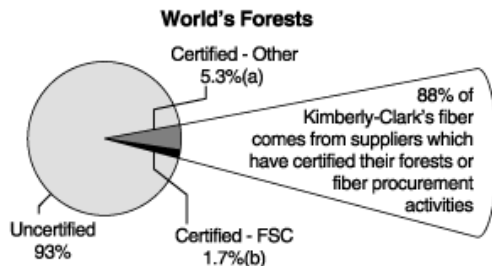 World's Forests
Certified - Other
5.3%(a)
88% of
Kimberly-Clark's fiber
comes from suppliers which
have certified their forests or
fiber procurement
activities
Uncertified
93%
Certified - FSC
1.7%(b)